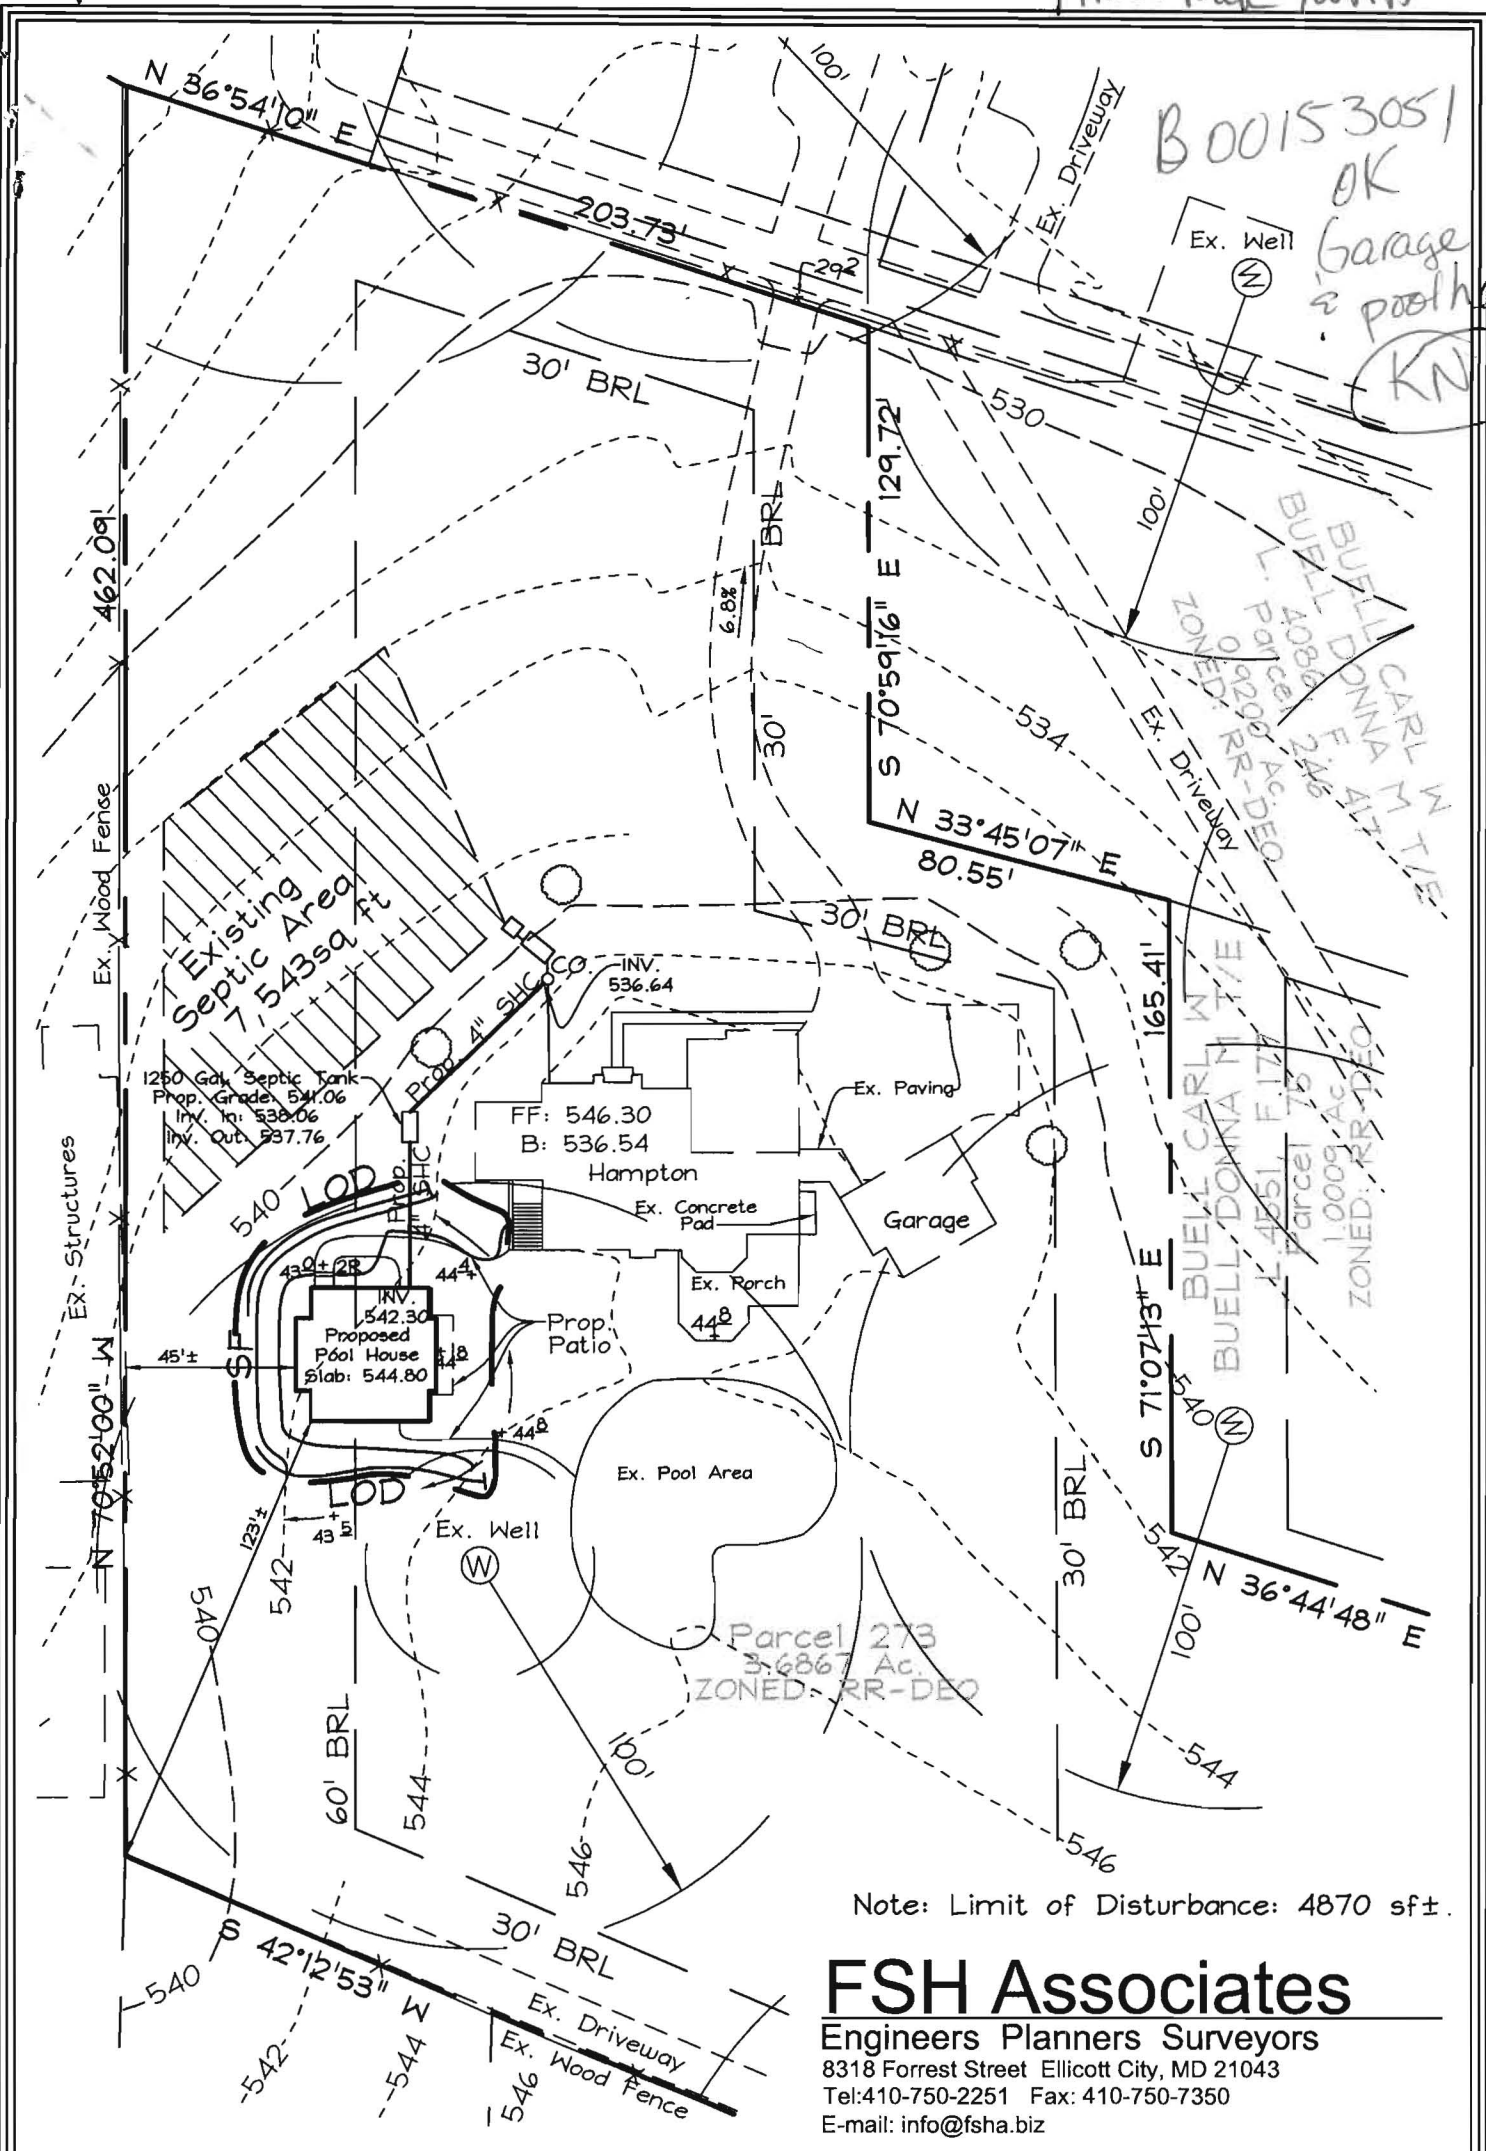 B00153051
OK
Garage
& poolh
KN
N 36°54'10" E
203.73'
29²
100'
Ex. Driveway
Ex. Well
W
100'
30' BRL
530
462.09'
129.72'
S 70°59'16" E
BRL
30'
6.8%
534
Ex. Driveway
BUELL CARL W
BUELL DONNA M T/E
L. 4086 F. 417
Parcel 246
0.9200 Ac.
ZONED: RR-DEO
N 33°45'07" E
80.55'
Ex. Wood Fense
Existing
Septic Area
7,543sq ft
30' BRL
CO.
INV.
536.64
Prop. 4" SHC
165.41'
1250 Gal. Septic Tank
Prop. Grade: 541.06
Inv. In: 538.06
Inv. Out: 537.76
FF: 546.30
B: 536.54
Hampton
Ex. Paving
Ex. Concrete
Pad
Garage
Ex. Porch
44⁸
Ex. Structures
540
LOD
Prop.
4" SHC
43⁰
2R
44⁴
INV.
542.30
Proposed
Pool House
Slab: 544.80
44⁸
Prop.
Patio
SF
45'±
44⁸
LOD
43⁵
123'±
N 70°52'00" W
BUELL CARL W
BUELL DONNA M T/E
L. 4551 F.177
Parcel 75
1.0009 Ac
ZONED: RR-DEO
S 71°07'13" E
540
W
Ex. Pool Area
Ex. Well
W
542
540
30' BRL
542
N 36°44'48" E
100'
Parcel 273
3.6867 Ac.
ZONED: RR-DEO
60' BRL
544
100'
546
544
546
30' BRL
S 42°12'53" W
540
542
544
546
Ex. Driveway
Ex. Wood Fence
Note: Limit of Disturbance: 4870 sf±.
FSH Associates
Engineers Planners Surveyors
8318 Forrest Street Ellicott City, MD 21043
Tel:410-750-2251 Fax: 410-750-7350
E-mail: info@fsha.biz